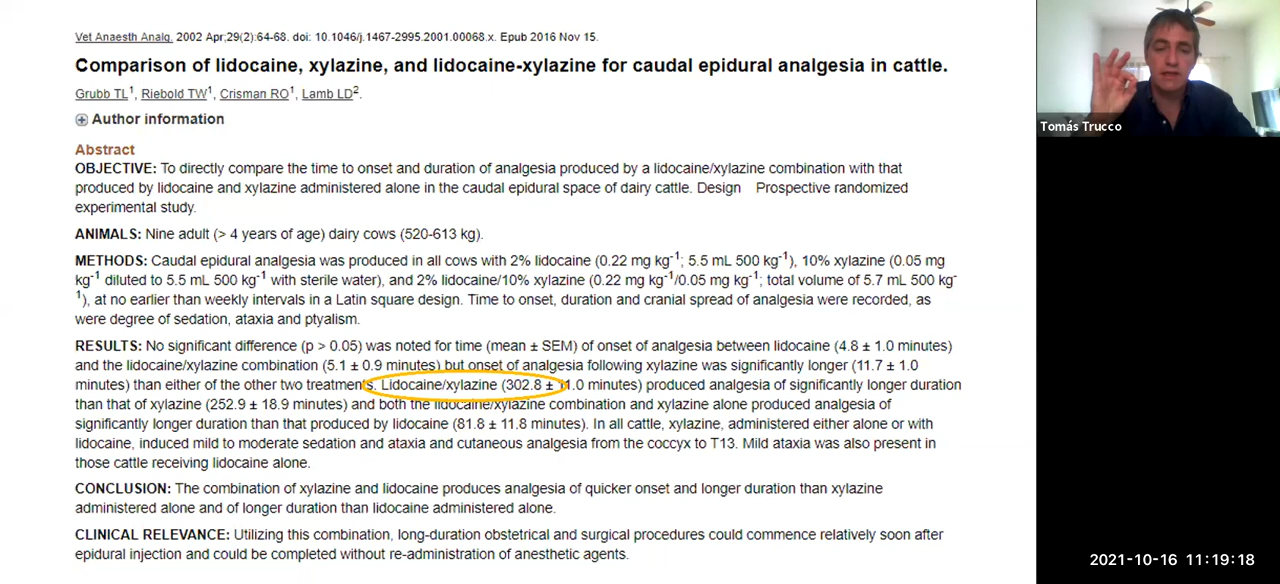 Vet Anaesth Analg. 2002 Apr;29(2):64-68. doi: 10.1046/j.1467-2995.2001.00068.x. Epub 2016 Nov 15.
Comparison of lidocaine, xylazine, and lidocaine-xylazine for caudal epidural analgesia in cattle.
Grubb TL1, Riebold TW1, Crisman RO1, Lamb LD2.
Author information
Abstract
OBJECTIVE: To directly compare the time to onset and duration of analgesia produced by a lidocaine/xylazine combination with that
produced by lidocaine and xylazine administered alone in the caudal epidural space of dairy cattle. Design Prospective randomized
experimental study.
ANIMALS: Nine adult (> 4 years of age) dairy cows (520-613 kg).
METHODS: Caudal epidural analgesia was produced in all cows with 2% lidocaine (0.22 mg kg-1; 5.5 mL 500 kg-1), 10% xylazine (0.05 mg
kg-1 diluted to 5.5 mL 500 kg-1 with sterile water), and 2% lidocaine/10% xylazine (0.22 mg kg-1/0.05 mg kg-1; total volume of 5.7 mL 500 kg-
1), at no earlier than weekly intervals in a Latin square design. Time to onset, duration and cranial spread of analgesia were recorded, as
were degree of sedation, ataxia and ptyalism.
RESULTS: No significant difference (p > 0.05) was noted for time (mean ± SEM) of onset of analgesia between lidocaine (4.8 ± 1.0 minutes)
and the lidocaine/xylazine combination (5.1 ± 0.9 minutes) but onset of analgesia following xylazine was significantly longer (11.7 ± 1.0
minutes) than either of the other two treatments. Lidocaine/xylazine (302.8 ± 11.0 minutes) produced analgesia of significantly longer duration
than that of xylazine (252.9 ± 18.9 minutes) and both the lidocaine/xylazine combination and xylazine alone produced analgesia of
significantly longer duration than that produced by lidocaine (81.8 ± 11.8 minutes). In all cattle, xylazine, administered either alone or with
lidocaine, induced mild to moderate sedation and ataxia and cutaneous analgesia from the coccyx to T13. Mild ataxia was also present in
those cattle receiving lidocaine alone.
CONCLUSION: The combination of xylazine and lidocaine produces analgesia of quicker onset and longer duration than xylazine
administered alone and of longer duration than lidocaine administered alone.
CLINICAL RELEVANCE: Utilizing this combination, long-duration obstetrical and surgical procedures could commence relatively soon after
epidural injection and could be completed without re-administration of anesthetic agents.
Tomás Trucco
2021-10-16 11:19:18